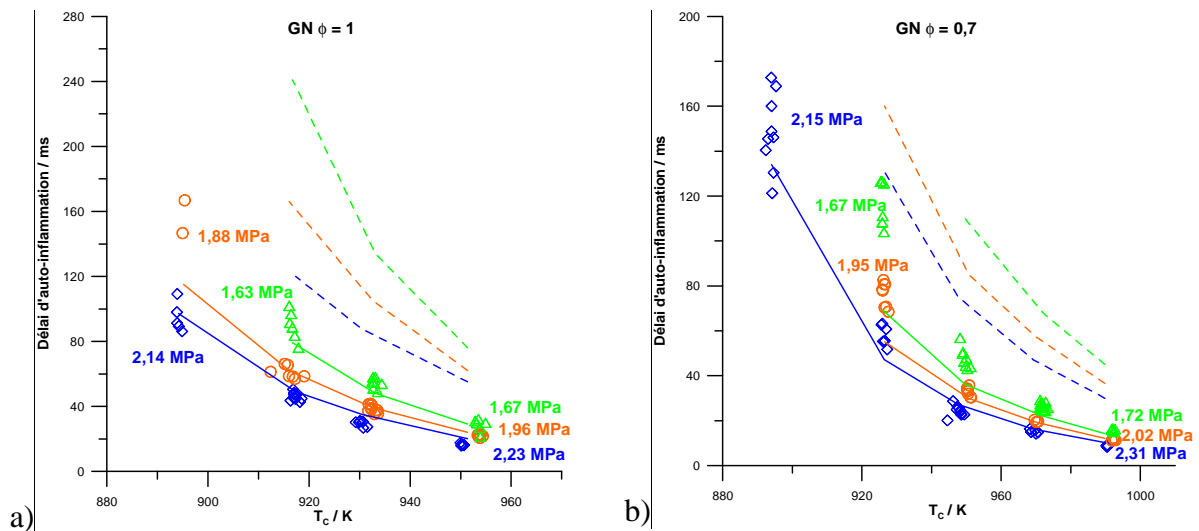 a)
GN ϕ = 1
Délai d'auto-inflammation / ms
280
240
200
160
120
80
40
0
880
900
920
940
960
T_C / K
1,88 MPa
1,63 MPa
2,14 MPa
1,67 MPa
1,96 MPa
2,23 MPa
b)
GN ϕ = 0,7
Délai d'auto-inflammation / ms
200
160
120
80
40
0
880
920
960
1000
T_C / K
2,15 MPa
1,67 MPa
1,95 MPa
1,72 MPa
2,02 MPa
2,31 MPa